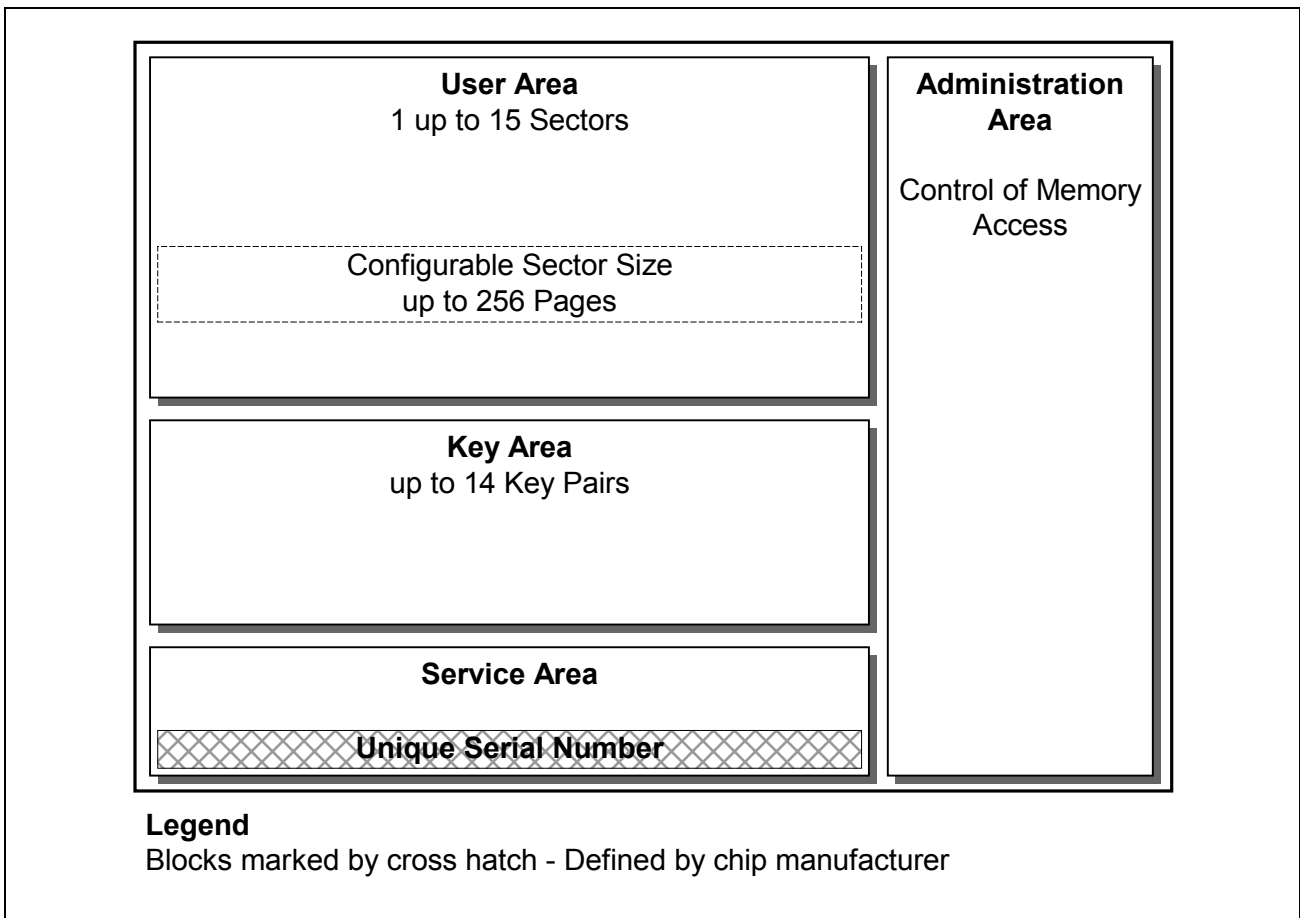 User Area
1 up to 15 Sectors
Configurable Sector Size
up to 256 Pages
Key Area
up to 14 Key Pairs
Service Area
Unique Serial Number
Administration
Area
Control of Memory
Access
Legend
Blocks marked by cross hatch - Defined by chip manufacturer